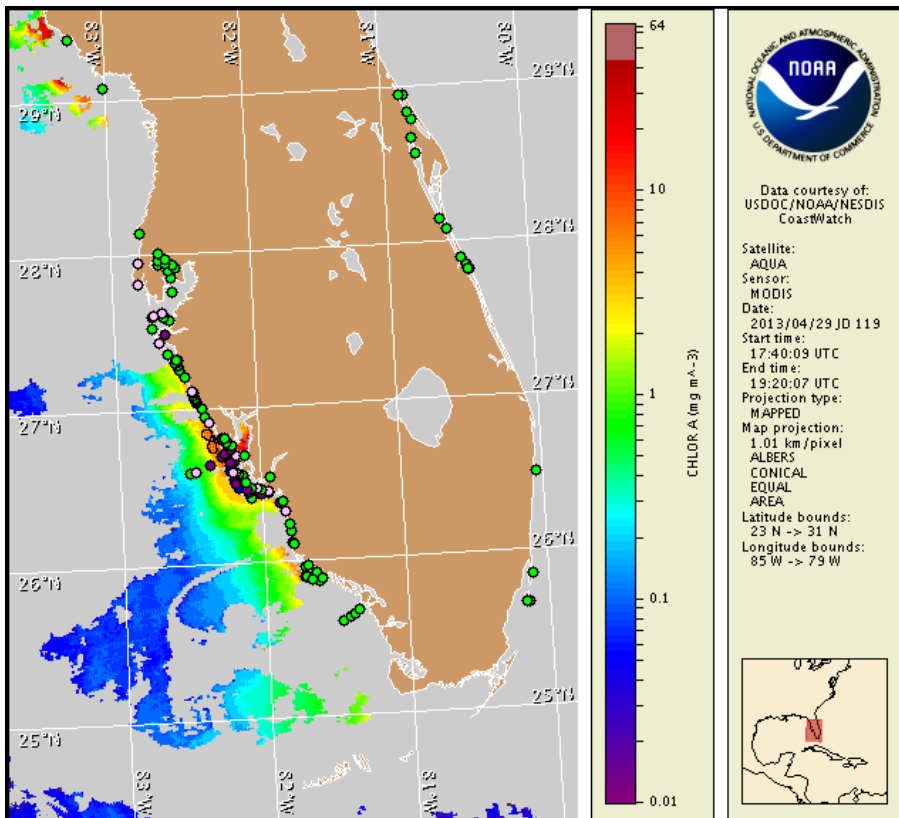 83°W
82°W
81°W
80°W
29°N
29°N
28°N
28°N
27°N
27°N
26°N
26°N
25°N
25°N
83°W
82°W
81°W
64
10
1
0.1
0.01
CHLOR A (mg m^-3)
NATIONAL OCEANIC AND ATMOSPHERIC ADMINISTRATION
NOAA
U.S. DEPARTMENT OF COMMERCE
Data courtesy of:
USDOC/NOAA/NESDIS
CoastWatch
Satellite:
AQUA
Sensor:
MODIS
Date:
2013/04/29 JD 119
Start time:
17:40:09 UTC
End time:
19:20:07 UTC
Projection type:
MAPPED
Map projection:
1.01 km/pixel
ALBERS
CONICAL
EQUAL
AREA
Latitude bounds:
23 N -> 31 N
Longitude bounds:
85 W -> 79 W